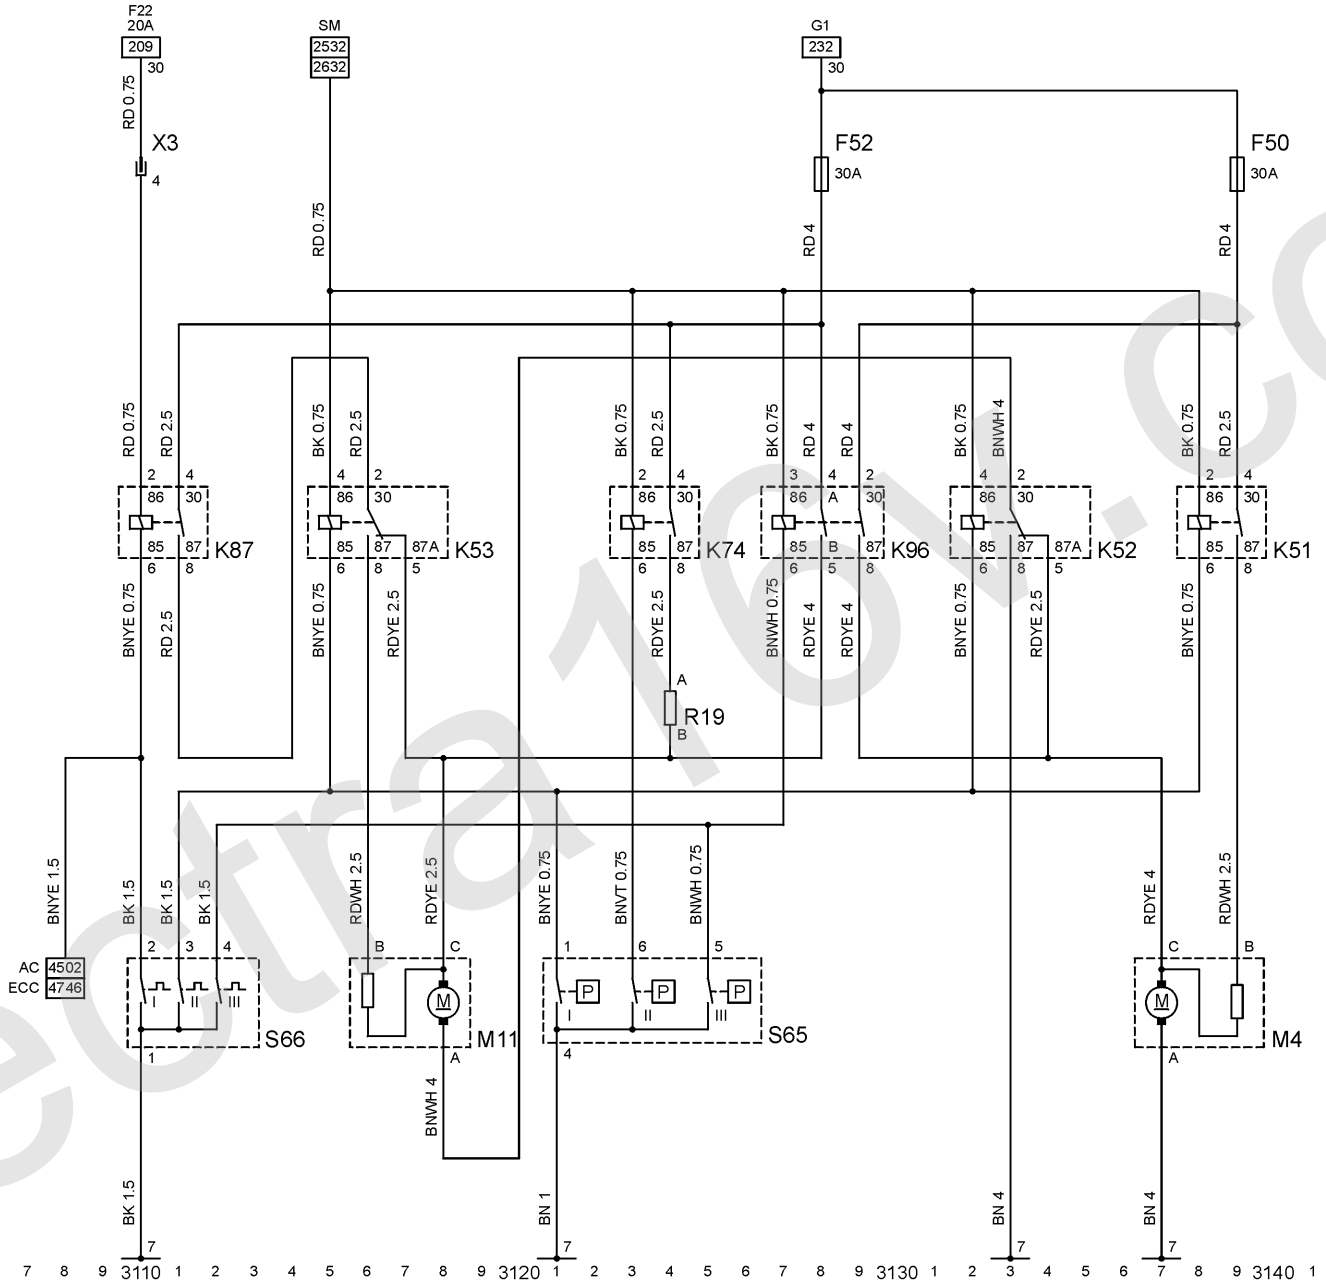 F22
20A
SM
G1
209
2532
232
2632
30
30
RD 0.75
X3
4
F52
30A
F50
30A
RD 0.75
RD 4
RD 4
RD 0.75
RD 2.5
BK 0.75
RD 2.5
BK 0.75
RD 2.5
BK 0.75
RD 4
RD 4
BK 0.75
BNWH 4
BK 0.75
RD 2.5
2 4 4 2 2 4 3 4 2 4 2 2 4
86 30 86 30 86 30 86 A 30 86 30 86 30
85 87 K87
85 87 87A K53
85 87 K74
85 B 87 K96
85 87 87A K52
85 87 K51
6 8 6 8 5 6 8 6 5 8 6 8 5 6 8
BNYE 0.75
RD 2.5
BNYE 0.75
RDYE 2.5
RDYE 2.5
BNWH 0.75
RDYE 4
RDYE 4
BNYE 0.75
RDYE 2.5
BNYE 0.75
A
R19
B
BNYE 1.5
BK 1.5
BK 1.5
BK 1.5
RDWH 2.5
RDYE 2.5
BNYE 0.75
BNVT 0.75
BNWH 0.75
RDYE 4
RDWH 2.5
2 3 4 B C 1 6 5 C B
AC 4502
ECC 4746
I II III
M
P P P
I II III
M
S66
M11
S65
M4
1 A 4 A
BNWH 4
BK 1.5
BN 1
BN 4
BN 4
7 7 7 7
7 8 9 3110 1 2 3 4 5 6 7 8 9 3120 1 2 3 4 5 6 7 8 9 3130 1 2 3 4 5 6 7 8 9 3140 1
ectra16v.co